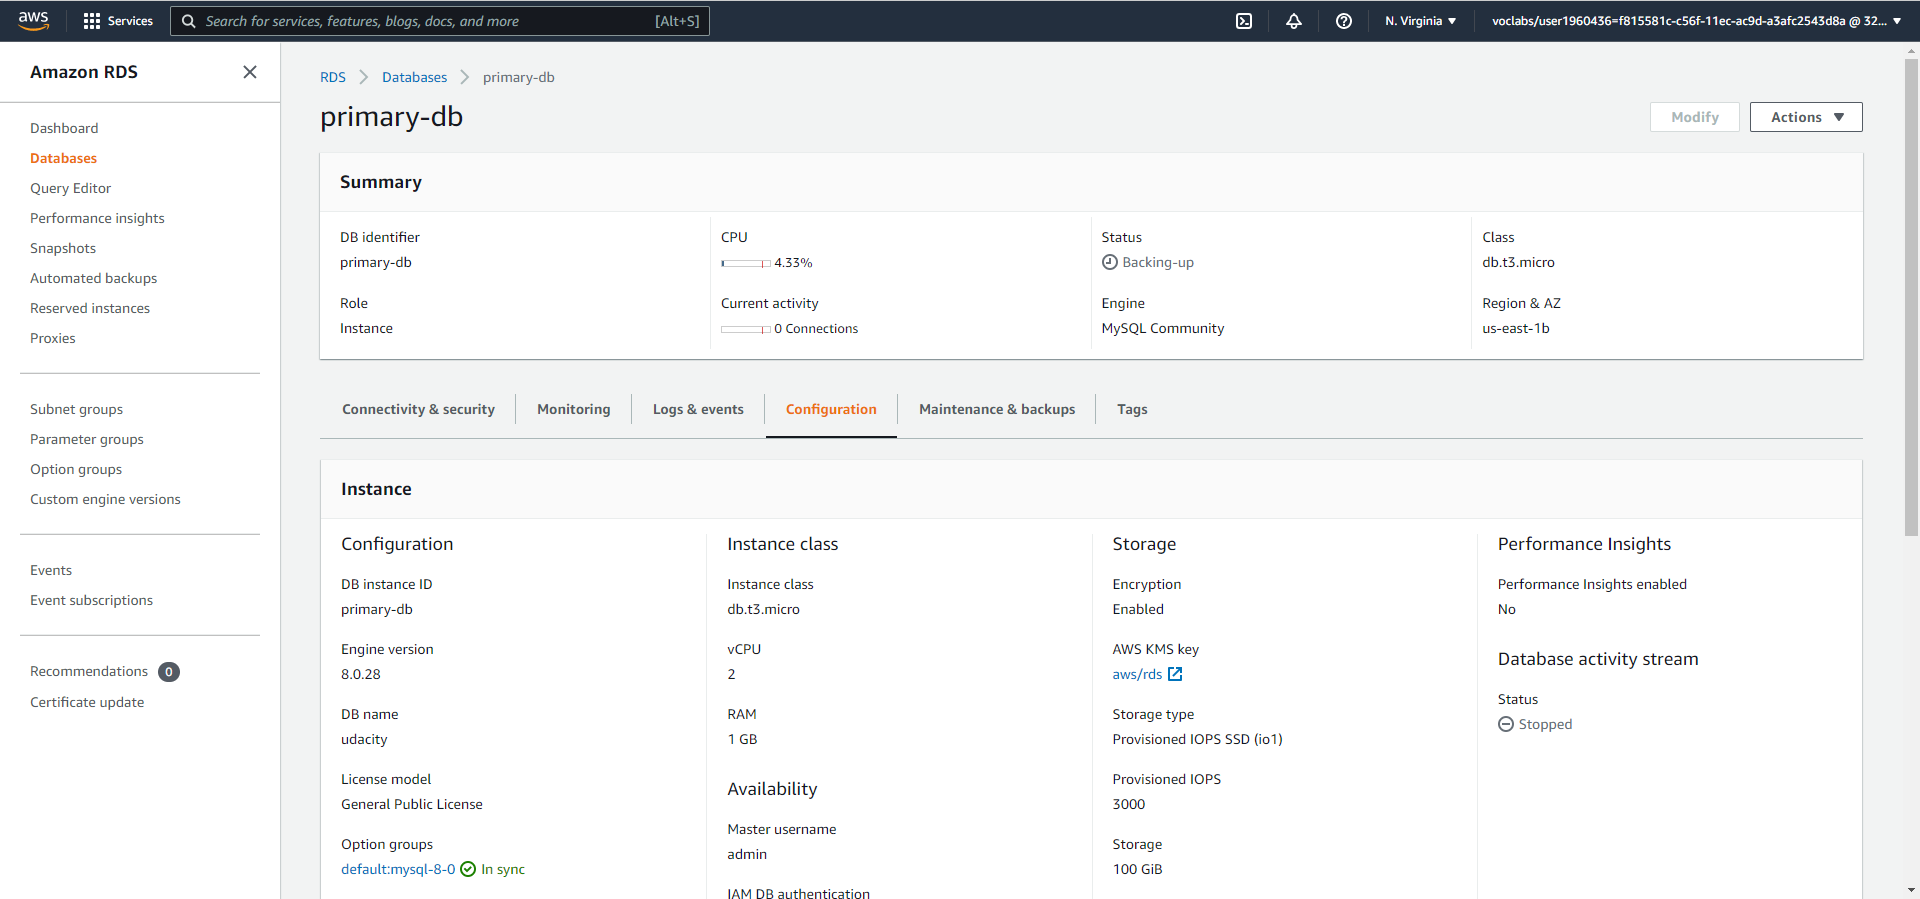 aws
Services
Search for services, features, blogs, docs, and more
[Alt+S]
N. Virginia
voclabs/user1960436=f815581c-c56f-11ec-ac9d-a3afc2543d8a @ 32...
Amazon RDS
Dashboard
Databases
Query Editor
Performance insights
Snapshots
Automated backups
Reserved instances
Proxies
Subnet groups
Parameter groups
Option groups
Custom engine versions
Events
Event subscriptions
Recommendations 0
Certificate update
RDS
Databases
primary-db
primary-db
Modify
Actions
Summary
DB identifier
primary-db
Role
Instance
CPU
4.33%
Current activity
0 Connections
Status
Backing-up
Engine
MySQL Community
Class
db.t3.micro
Region & AZ
us-east-1b
Connectivity & security
Monitoring
Logs & events
Configuration
Maintenance & backups
Tags
Instance
Configuration
DB instance ID
primary-db
Engine version
8.0.28
DB name
udacity
License model
General Public License
Option groups
default:mysql-8-0 In sync
Instance class
Instance class
db.t3.micro
vCPU
2
RAM
1 GB
Availability
Master username
admin
IAM DB authentication
Storage
Encryption
Enabled
AWS KMS key
aws/rds
Storage type
Provisioned IOPS SSD (io1)
Provisioned IOPS
3000
Storage
100 GiB
Performance Insights
Performance Insights enabled
No
Database activity stream
Status
Stopped